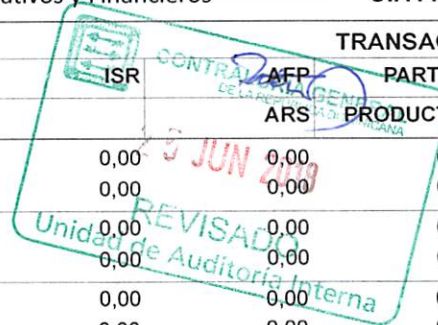 y Financieros
TRANSAC
ISR AFP PART
ARS PRODUCT
CONTRALORIA GENERAL
DE LA REPUBLICA DOMINICANA
0,00 0,00
5 JUN 2019
0,00 0,00
REVISADO
0,00 0,00
Unidad de Auditoría Interna
0,00 0,00
0,00 0,00